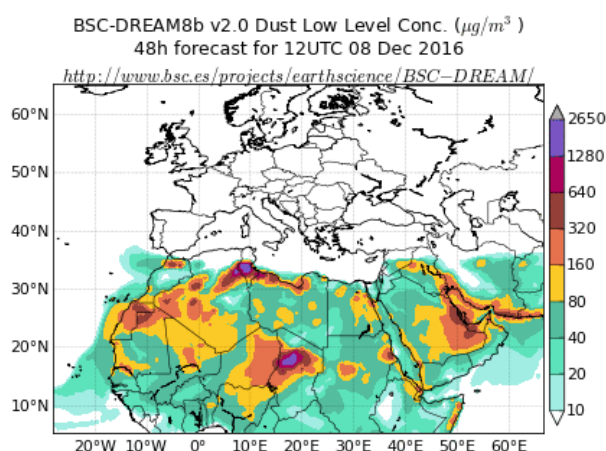 BSC-DREAM8b v2.0 Dust Low Level Conc. (μg/m³ )
48h forecast for 12UTC 08 Dec 2016
http://www.bsc.es/projects/earthscience/BSC−DREAM/
60°N
50°N
40°N
30°N
20°N
10°N
20°W 10°W 0° 10°E 20°E 30°E 40°E 50°E 60°E
2650
1280
640
320
160
80
40
20
10